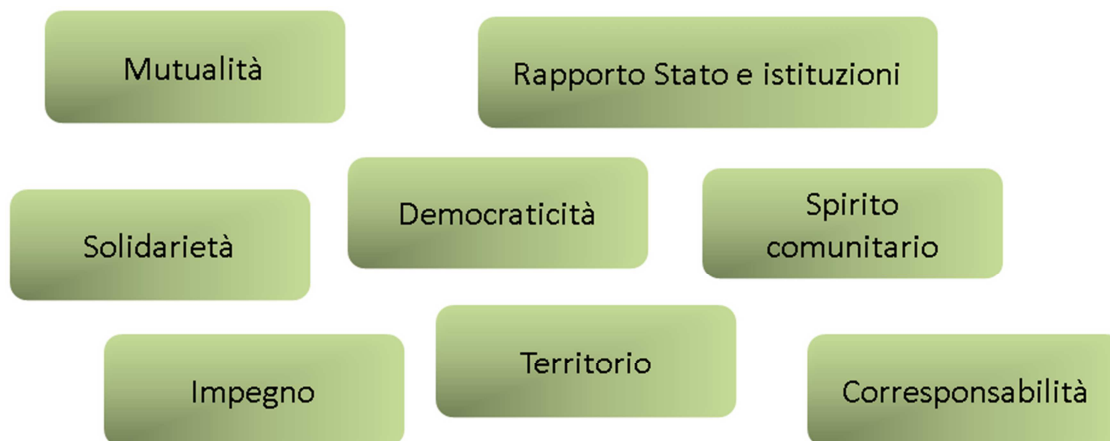 Mutualità
Rapporto Stato e istituzioni
Democraticità
Spirito
comunitario
Solidarietà
Territorio
Impegno
Corresponsabilità